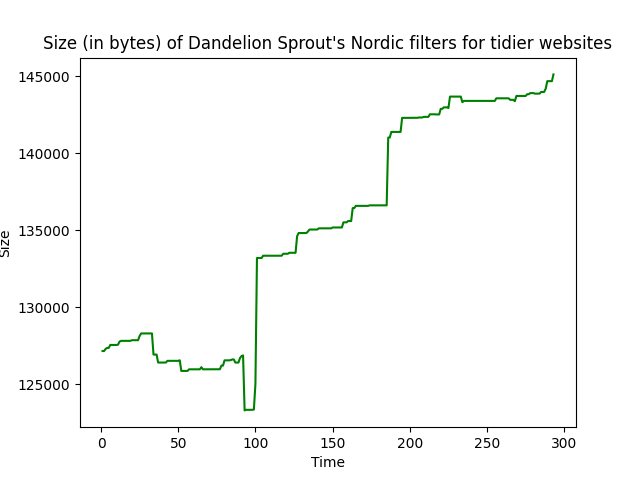 Size (in bytes) of Dandelion Sprout's Nordic filters for tidier websites
145000
140000
135000
130000
125000
Size
0 50 100 150 200 250 300
Time